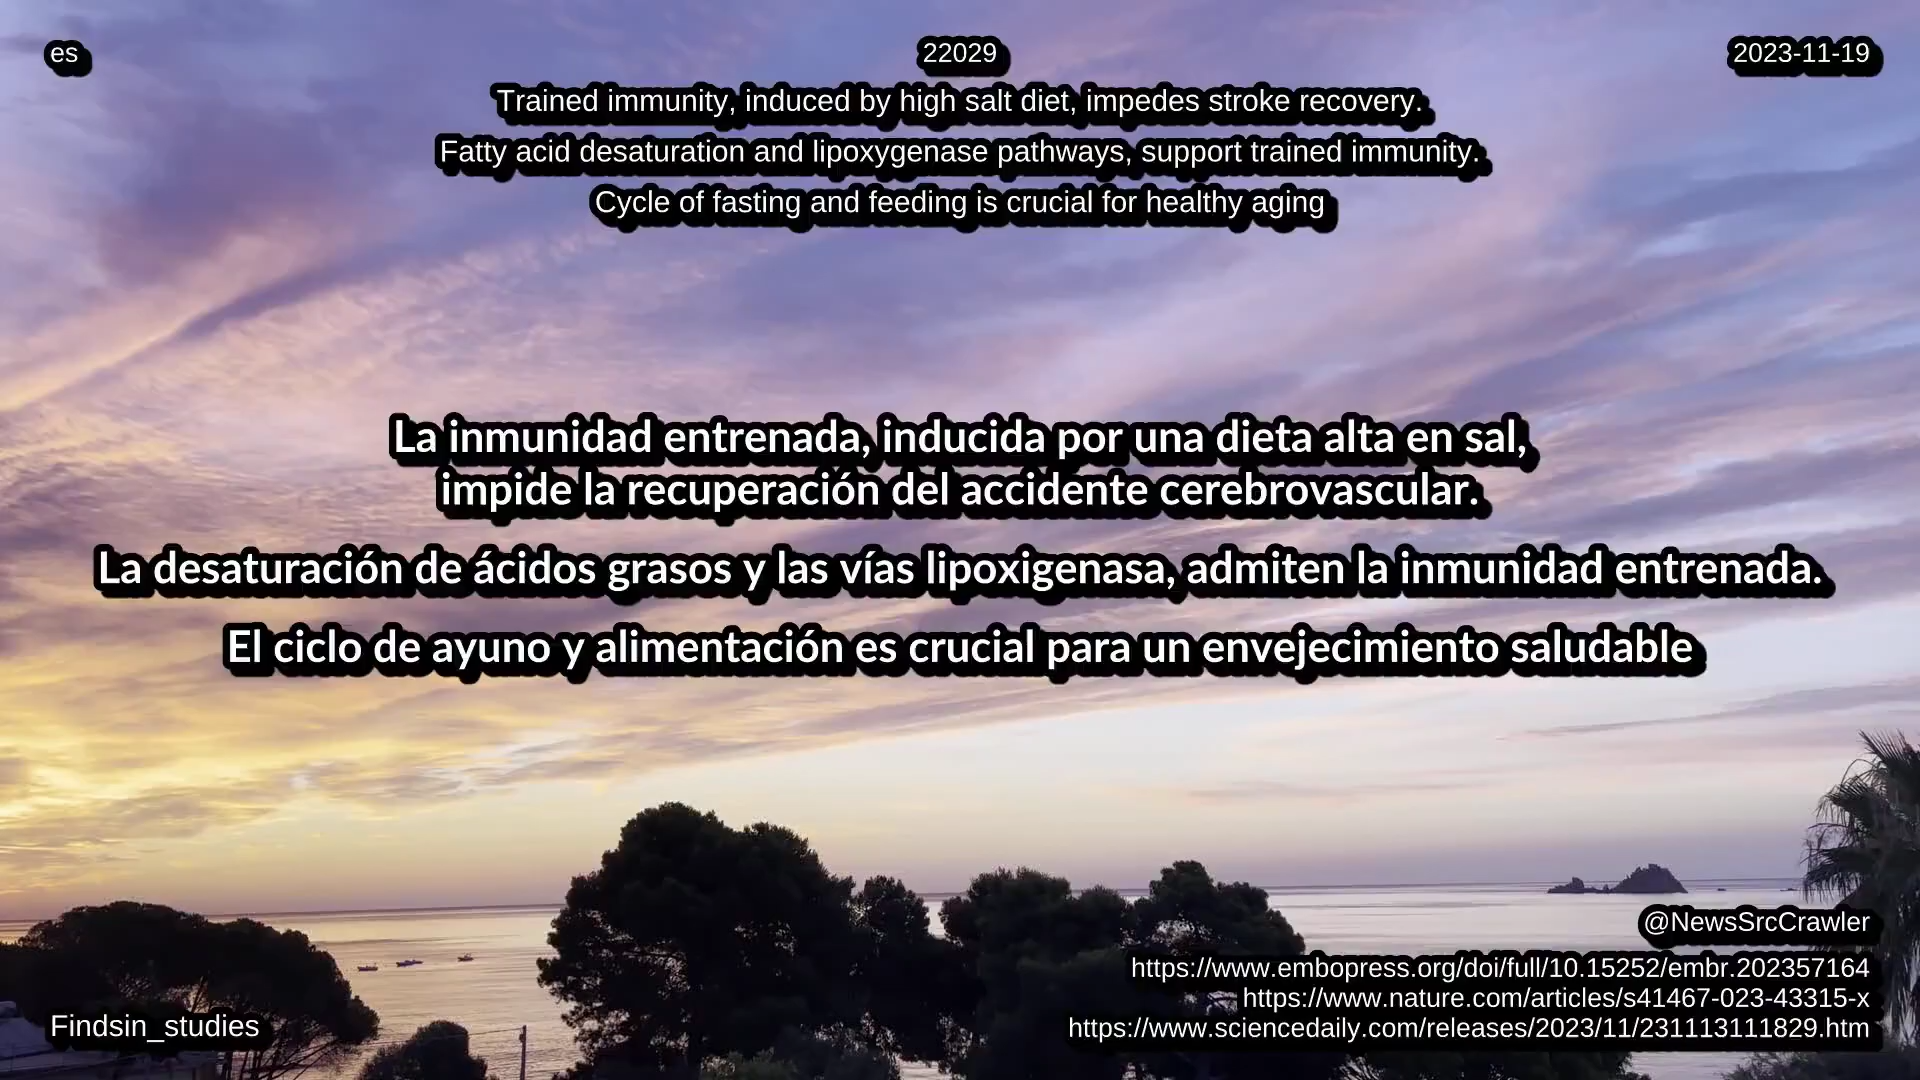 es
22029
2023-11-19
Trained immunity, induced by high salt diet, impedes stroke recovery.
Fatty acid desaturation and lipoxygenase pathways, support trained immunity.
Cycle of fasting and feeding is crucial for healthy aging
La inmunidad entrenada, inducida por una dieta alta en sal,
impide la recuperación del accidente cerebrovascular.
La desaturación de ácidos grasos y las vías lipoxigenasa, admiten la inmunidad entrenada.
El ciclo de ayuno y alimentación es crucial para un envejecimiento saludable
@NewsSrcCrawler
https://www.embopress.org/doi/full/10.15252/embr.202357164
https://www.nature.com/articles/s41467-023-43315-x
https://www.sciencedaily.com/releases/2023/11/231113111829.htm
Findsin_studies